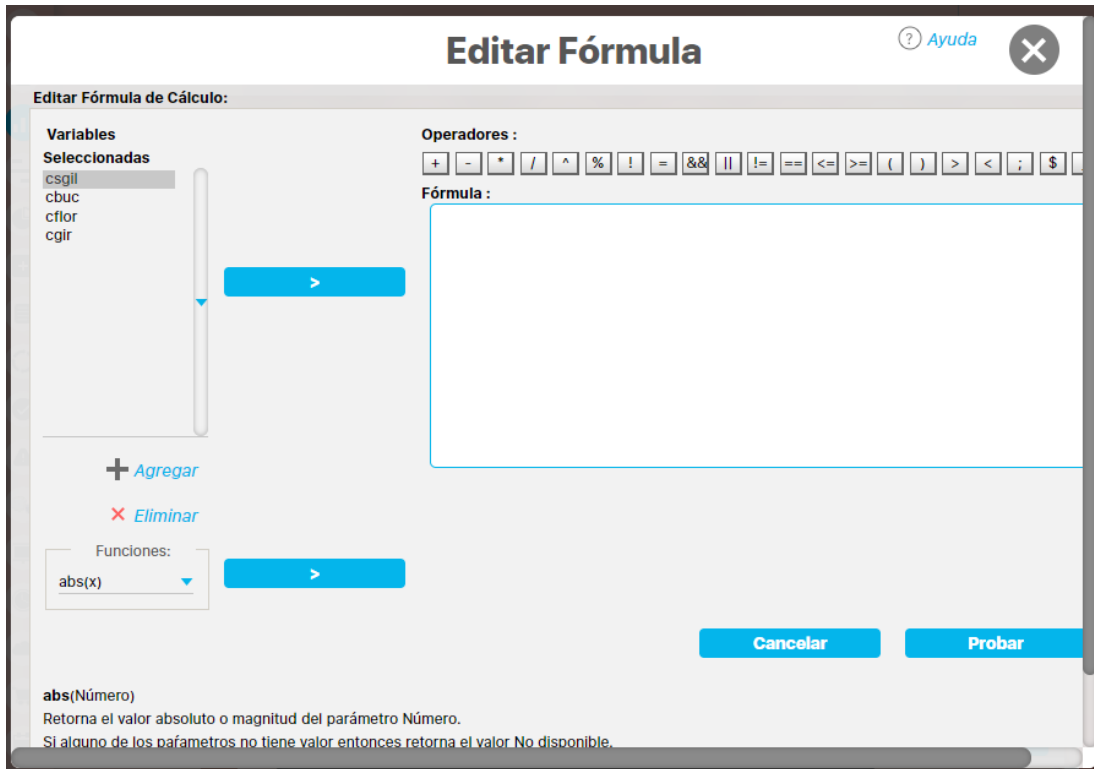 Editar Fórmula
? Ayuda
Editar Fórmula de Cálculo:
Variables
Seleccionadas
csgil
cbuc
cflor
cgir
>
Agregar
Eliminar
Funciones:
abs(x)
>
Operadores :
+ - * / ^ % ! = && || != == <= >= ( ) > < ; $
Fórmula :
Cancelar
Probar
abs(Número)
Retorna el valor absoluto o magnitud del parámetro Número.
Si alguno de los paŕametros no tiene valor entonces retorna el valor No disponible.